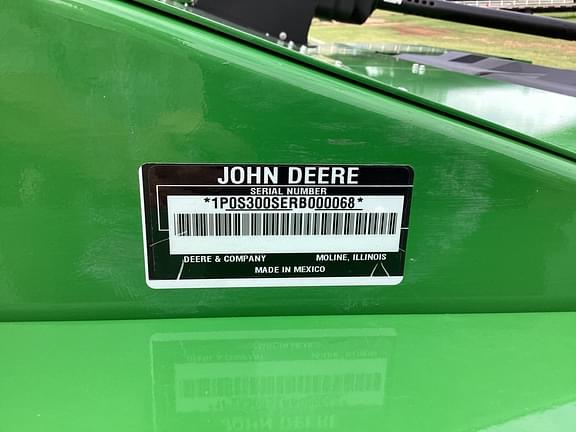 JOHN DEERE
SERIAL NUMBER
*1P0S300SERB000068*
DEERE & COMPANY MOLINE, ILLINOIS
MADE IN MEXICO